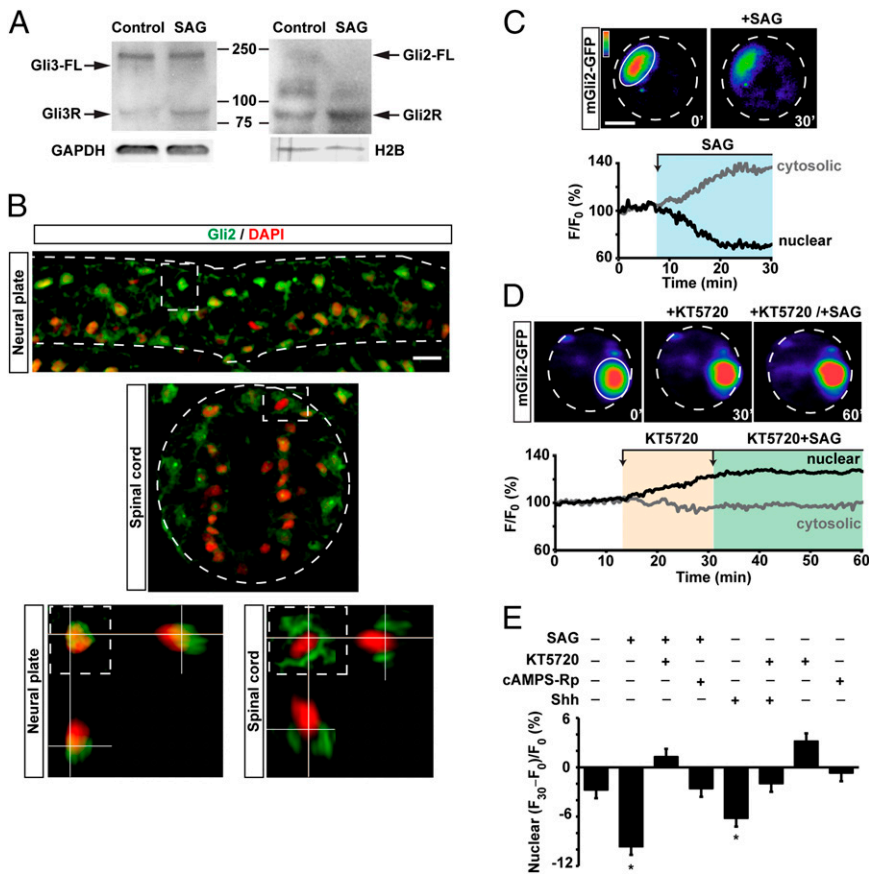 A
Control SAG
Control SAG
Gli3-FL
250
Gli2-FL
150
100
Gli3R
75
Gli2R
GAPDH
H2B
B
Gli2 / DAPI
Neural plate
Spinal cord
Neural plate
Spinal cord
C
+SAG
mGli2-GFP
0'
30'
SAG
140
100
60
F/F0 (%)
cytosolic
nuclear
0 10 20 30
Time (min)
D
+KT5720
+KT5720 /+SAG
mGli2-GFP
0'
30'
60'
KT5720
KT5720+SAG
140
100
60
F/F0 (%)
nuclear
cytosolic
0 10 20 30 40 50 60
Time (min)
E
SAG – + + + – – – –
KT5720 – – + – – + + –
cAMPS-Rp – – – + – – – +
Shh – – – – + + – –
6
0
-6
-12
Nuclear (F30–F0)/F0 (%)
*
*